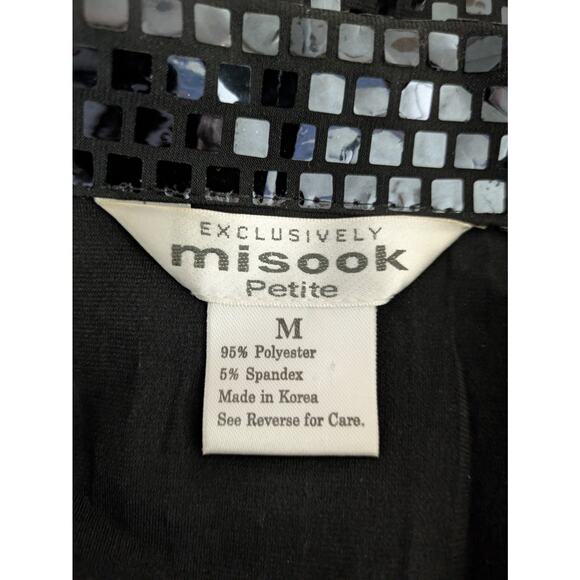 EXCLUSIVELY
misook
Petite
M
95% Polyester
5% Spandex
Made in Korea
See Reverse for Care.